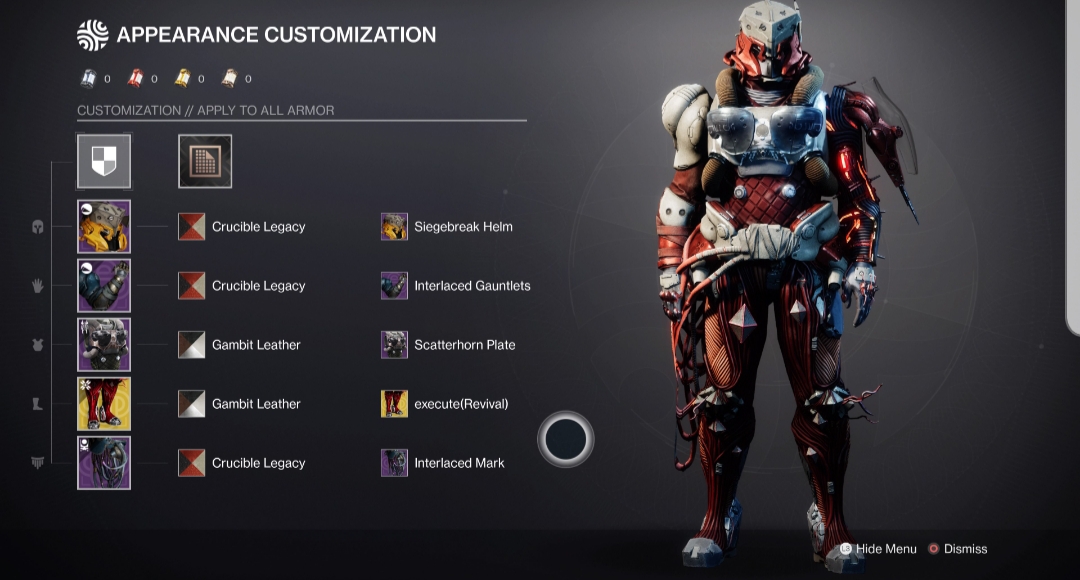 APPEARANCE CUSTOMIZATION
0 0 0 0
CUSTOMIZATION // APPLY TO ALL ARMOR
Crucible Legacy Siegebreak Helm
Crucible Legacy Interlaced Gauntlets
Gambit Leather Scatterhorn Plate
Gambit Leather execute(Revival)
Crucible Legacy Interlaced Mark
Hide Menu Dismiss